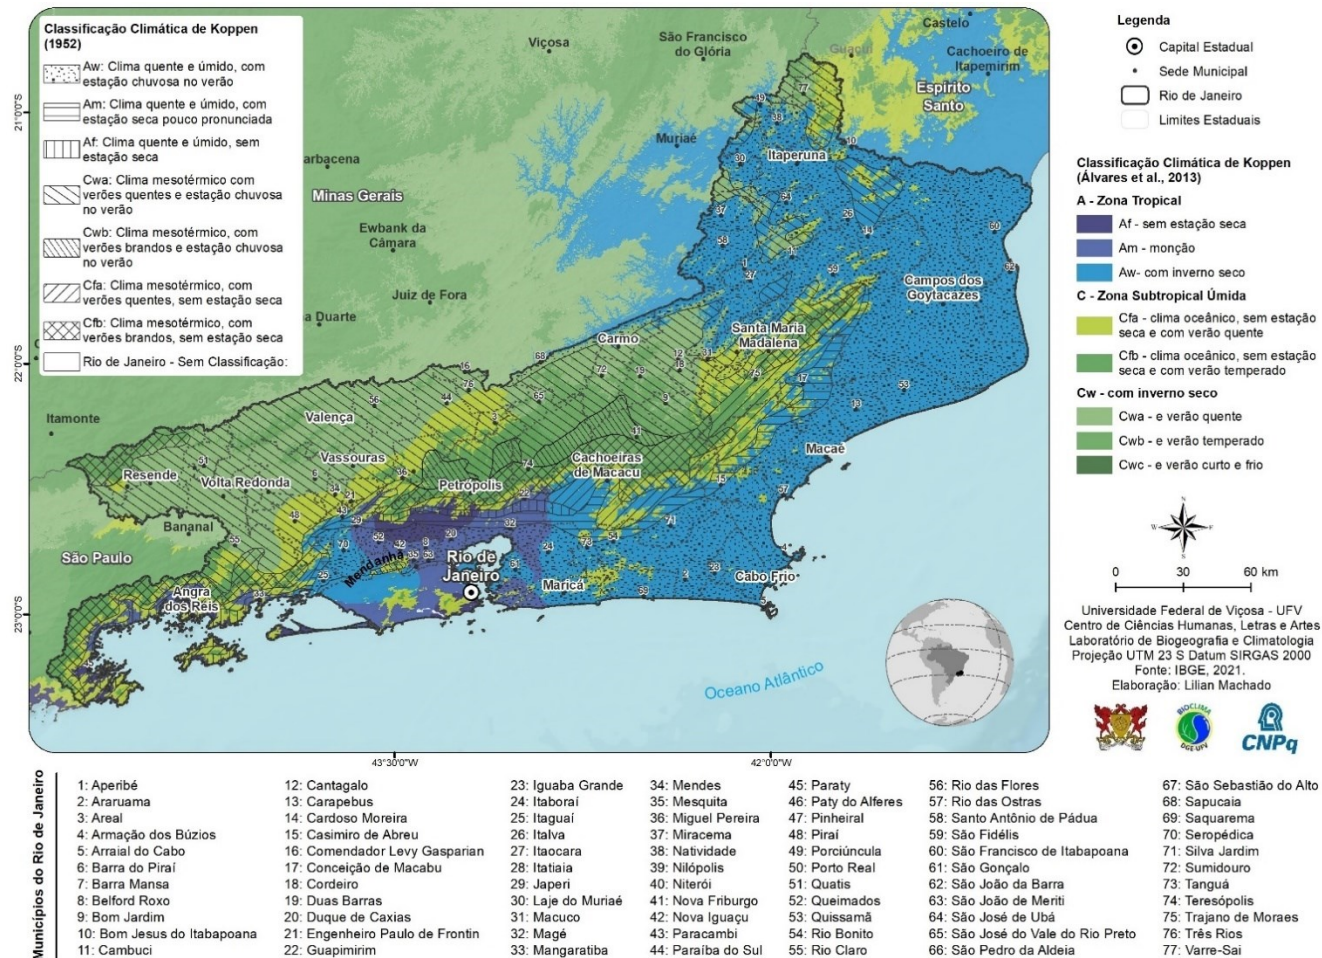 Classificação Climática de Koppen
(1952)
Aw: Clima quente e úmido, com
estação chuvosa no verão
Am: Clima quente e úmido, com
estação seca pouco pronunciada
Af: Clima quente e úmido, sem
estação seca
Cwa: Clima mesotérmico com
verões quentes e estação chuvosa
no verão
Cwb: Clima mesotérmico, com
verões brandos e estação chuvosa
no verão
Cfa: Clima mesotérmico, com
verões quentes, sem estação seca
Cfb: Clima mesotérmico, com
verões brandos, sem estação seca
Rio de Janeiro - Sem Classificação:
Viçosa
São Francisco
do Glória
Castelo
Guaçuí
Cachoeiro de
Itapemirim
Espírito
Santo
Muriaé
Itaperuna
arbacena
Minas Gerais
Ewbank da
Câmara
Juiz de Fora
a Duarte
Campos dos
Goytacazes
Santa Maria
Madalena
Carmo
Itamonte
Valença
Vassouras
Resende
Volta Redonda
Petrópolis
Cachoeiras
de Macacu
Macaé
Bananal
São Paulo
Mendanha
Rio de
Janeiro
Maricá
Cabo Frio
Angra
dos Reis
Oceano Atlântico
21°0'0"S
22°0'0"S
23°0'0"S
43°30'0"W
42°0'0"W
Legenda
Capital Estadual
Sede Municipal
Rio de Janeiro
Limites Estaduais
Classificação Climática de Koppen
(Álvares et al., 2013)
A - Zona Tropical
Af - sem estação seca
Am - monção
Aw- com inverno seco
C - Zona Subtropical Úmida
Cfa - clima oceânico, sem estação
seca e com verão quente
Cfb - clima oceânico, sem estação
seca e com verão temperado
Cw - com inverno seco
Cwa - e verão quente
Cwb - e verão temperado
Cwc - e verão curto e frio
N
W E
S
0 30 60 km
Universidade Federal de Viçosa - UFV
Centro de Ciências Humanas, Letras e Artes
Laboratório de Biogeografia e Climatologia
Projeção UTM 23 S Datum SIRGAS 2000
Fonte: IBGE, 2021.
Elaboração: Lilian Machado
BIOCLIMA
DGE-UFV
CNPq
Municípios do Rio de Janeiro
1: Aperibé
2: Araruama
3: Areal
4: Armação dos Búzios
5: Arraial do Cabo
6: Barra do Piraí
7: Barra Mansa
8: Belford Roxo
9: Bom Jardim
10: Bom Jesus do Itabapoana
11: Cambuci
12: Cantagalo
13: Carapebus
14: Cardoso Moreira
15: Casimiro de Abreu
16: Comendador Levy Gasparian
17: Conceição de Macabu
18: Cordeiro
19: Duas Barras
20: Duque de Caxias
21: Engenheiro Paulo de Frontin
22: Guapimirim
23: Iguaba Grande
24: Itaboraí
25: Itaguaí
26: Italva
27: Itaocara
28: Itatiaia
29: Japeri
30: Laje do Muriaé
31: Macuco
32: Magé
33: Mangaratiba
34: Mendes
35: Mesquita
36: Miguel Pereira
37: Miracema
38: Natividade
39: Nilópolis
40: Niterói
41: Nova Friburgo
42: Nova Iguaçu
43: Paracambi
44: Paraíba do Sul
45: Paraty
46: Paty do Alferes
47: Pinheiral
48: Piraí
49: Porciúncula
50: Porto Real
51: Quatis
52: Queimados
53: Quissamã
54: Rio Bonito
55: Rio Claro
56: Rio das Flores
57: Rio das Ostras
58: Santo Antônio de Pádua
59: São Fidélis
60: São Francisco de Itabapoana
61: São Gonçalo
62: São João da Barra
63: São João de Meriti
64: São José de Ubá
65: São José do Vale do Rio Preto
66: São Pedro da Aldeia
67: São Sebastião do Alto
68: Sapucaia
69: Saquarema
70: Seropédica
71: Silva Jardim
72: Sumidouro
73: Tanguá
74: Teresópolis
75: Trajano de Moraes
76: Três Rios
77: Varre-Sai